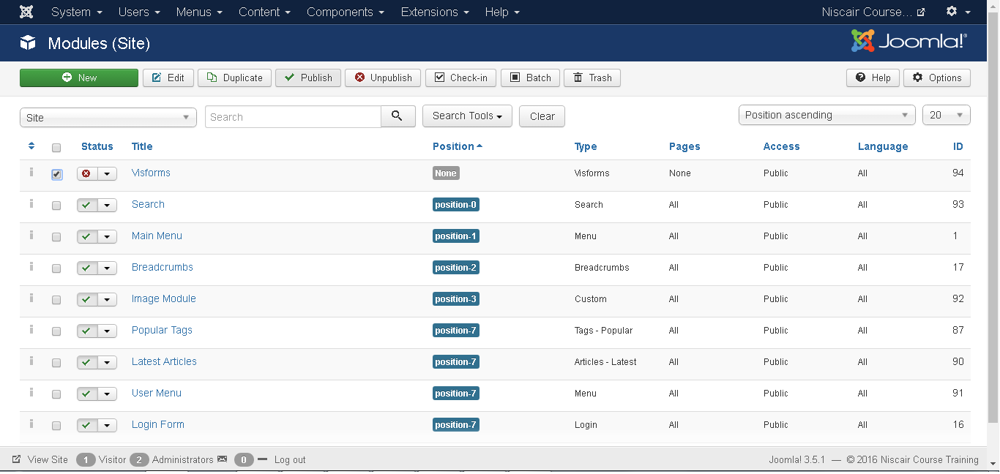 System Users Menus Content Components Extensions Help Niscair Course...
Modules (Site) Joomla!®
New Edit Duplicate Publish Unpublish Check-in Batch Trash Help Options
Site Search Search Tools Clear Position ascending 20
Status Title Position Type Pages Access Language ID
Visforms None Visforms None Public All 94
Search position-0 Search All Public All 93
Main Menu position-1 Menu All Public All 1
Breadcrumbs position-2 Breadcrumbs All Public All 17
Image Module position-3 Custom All Public All 92
Popular Tags position-7 Tags - Popular All Public All 87
Latest Articles position-7 Articles - Latest All Public All 90
User Menu position-7 Menu All Public All 91
Login Form position-7 Login All Public All 16
View Site 1 Visitor 2 Administrators 0 Log out Joomla! 3.5.1 — © 2016 Niscair Course Training